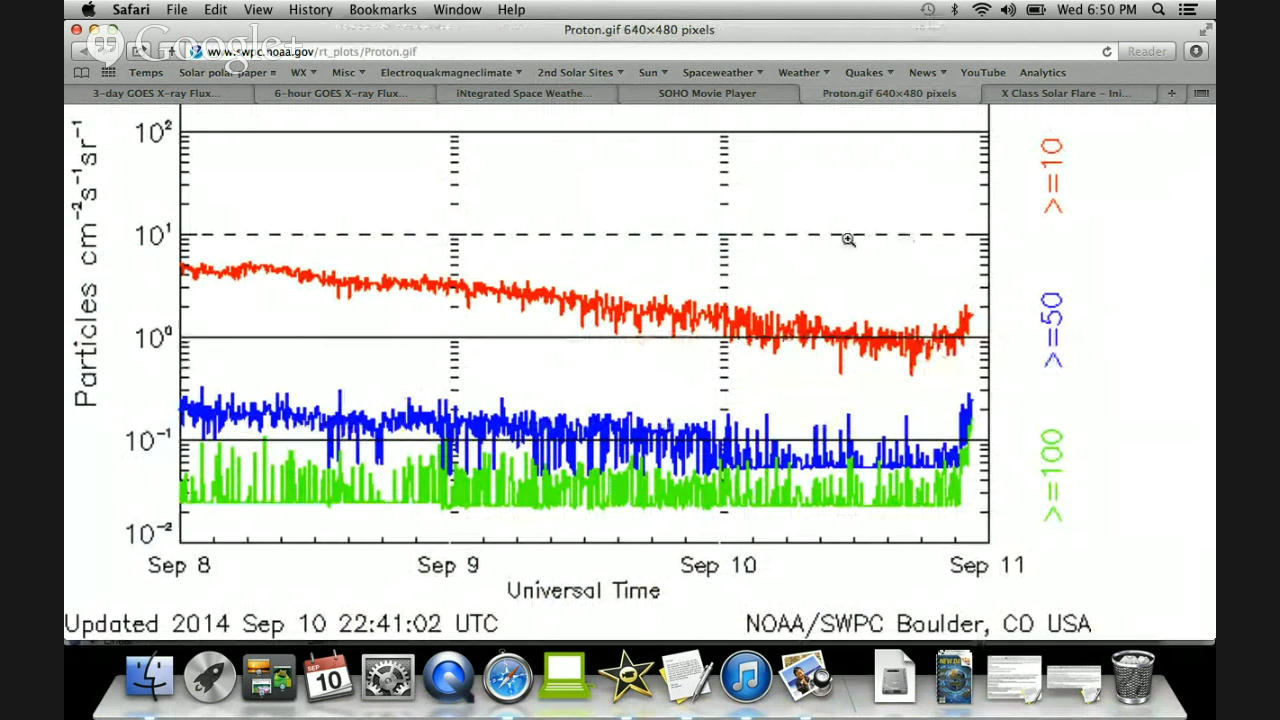 Safari File Edit View History Bookmarks Window Help Wed 6:50 PM
Proton.gif 640×480 pixels
Google+
www.swpc.noaa.gov/rt_plots/Proton.gif Reader
Temps Solar polar paper = WX Misc Electroquakmagneclimate 2nd Solar Sites Sun Spaceweather Weather Quakes News YouTube Analytics
3-day GOES X-ray Flux... 6-hour GOES X-ray Flux... iNtegrated Space Weathe... SOHO Movie Player Proton.gif 640×480 pixels X Class Solar Flare – Ini...
10²
10¹
10⁰
10⁻¹
10⁻²
Particles cm⁻²s⁻¹sr⁻¹
>=10
>=50
>=100
Sep 8 Sep 9 Sep 10 Sep 11
Universal Time
Updated 2014 Sep 10 22:41:02 UTC NOAA/SWPC Boulder, CO USA
SEP
10